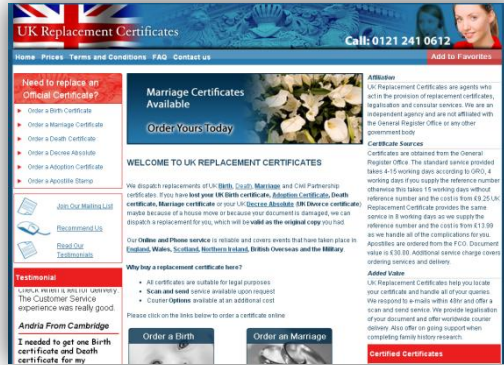 UK Replacement Certificates
Call: 0121 241 0612
Home Prices Terms and Conditions FAQ Contact us
Add to Favorites
Need to replace an
Official Certificate?
Order a Birth Certificate
Order a Marriage Certificate
Order a Death Certificate
Order a Decree Absolute
Order a Adoption Certificate
Order a Apostille Stamp
Join Our Mailing List
Recommend Us
Read Our
Testimonials
Testimonial
check when it les for delivery.
The Customer Service
experience was really good.
Andria From Cambridge
I needed to get one Birth
certificate and Death
certificate for my
Marriage Certificates
Available
Order Yours Today
WELCOME TO UK REPLACEMENT CERTIFICATES
We dispatch replacements of UK Birth, Death, Marriage and Civil Partnership
certificates. If you have lost your UK Birth certificate, Adoption Certificate, Death
certificate, Marriage certificate or your UK Decree Absolute (UK Divorce certificate)
maybe because of a house move or because your document is damaged, we can
dispatch a replacement for you, which will be valid as the original copy you had.
Our Online and Phone service is reliable and covers events that have taken place in
England, Wales, Scotland, Northern Ireland, British Overseas and the Military.
Why buy a replacement certificate here?
All certificates are suitable for legal purposes
Scan and send service available upon request
Courier Options available at an additional cost
Please click on the links below to order a certificate online
Order a Birth
Order an Marriage
Affiliation
UK Replacement Certificates are agents who
act in the provision of replacement certificates,
legalisation and consular services. We are an
independent agency and are not affiliated with
the General Register Office or any other
government body
Certificate Sources
Certificates are obtained from the General
Register Office. The standard service provided
takes 4-15 working days according to GRO, 4
working days if you supply the reference number
otherwise this takes 15 working days without
reference number and the cost is from £9.25 UK
Replacement Certificates provides the same
service in 8 working days as we supply the
reference number and the cost is from £13.99
as we handle all of the complications for you.
Apostilles are ordered from the FCO. Document
value is £30.00. Additional service charge covers
ordering services and delivery.
Added Valve
UK Replacement Certificates help you locate
your certificate and handle all of your queries.
We respond to e-mails within 48hr and offer a
scan and send service. We provide legalisation
of your document and offer worldwide courier
delivery. Also offer on going support when
completing family history research.
Certified Certificates